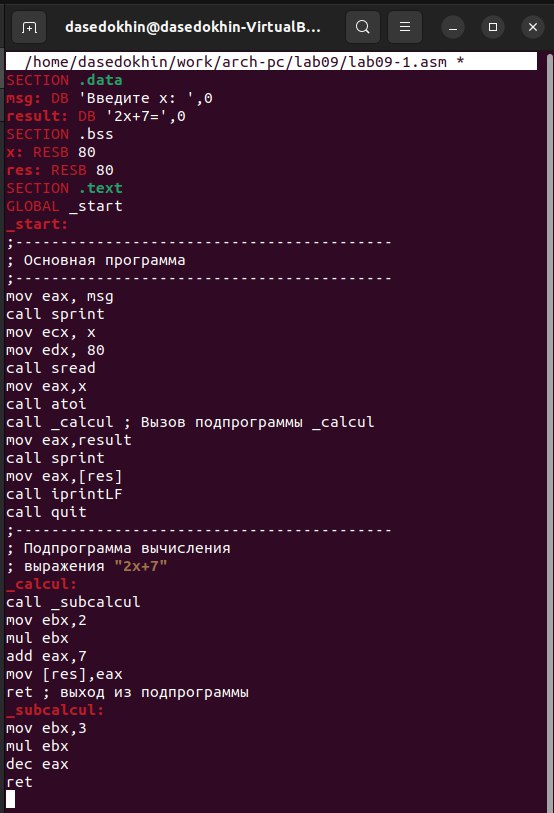 dasedokhin@dasedokhin-VirtualB...
/home/dasedokhin/work/arch-pc/lab09/lab09-1.asm *
SECTION .data
msg: DB 'Введите x: ',0
result: DB '2x+7=',0
SECTION .bss
x: RESB 80
res: RESB 80
SECTION .text
GLOBAL _start
_start:
;------------------------------------------
; Основная программа
;------------------------------------------
mov eax, msg
call sprint
mov ecx, x
mov edx, 80
call sread
mov eax,x
call atoi
call _calcul ; Вызов подпрограммы _calcul
mov eax,result
call sprint
mov eax,[res]
call iprintLF
call quit
;------------------------------------------
; Подпрограмма вычисления
; выражения "2x+7"
_calcul:
call _subcalcul
mov ebx,2
mul ebx
add eax,7
mov [res],eax
ret ; выход из подпрограммы
_subcalcul:
mov ebx,3
mul ebx
dec eax
ret